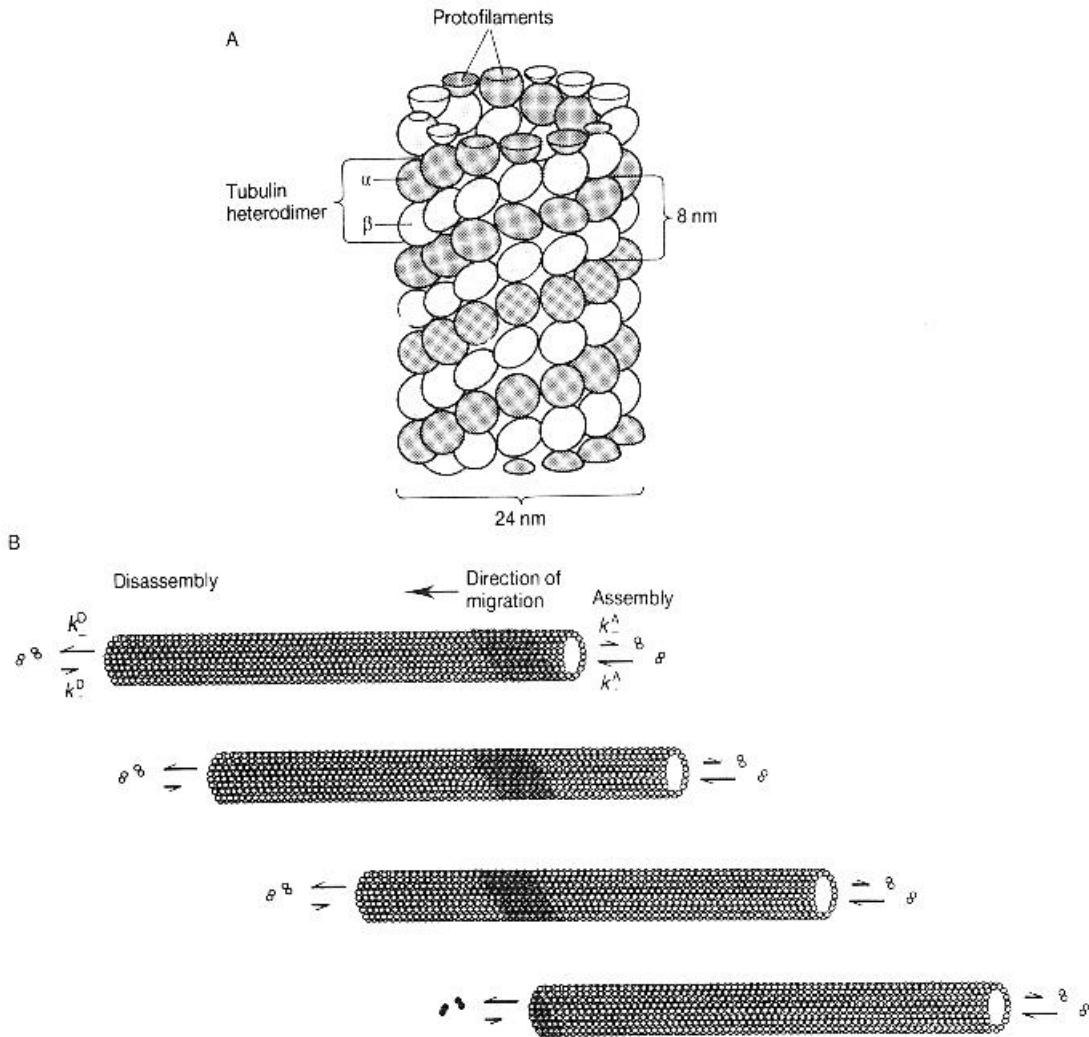 A
Protofilaments
Tubulin
heterodimer
α
β
8 nm
24 nm
B
Disassembly
Direction of
migration
Assembly